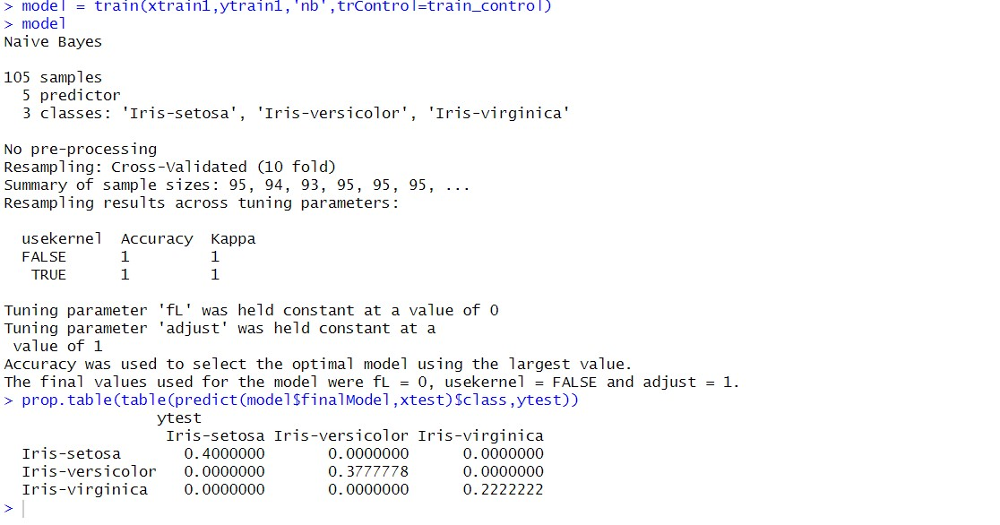 > model = train(xtrain1,ytrain1,'nb',trControl=train_control)
> model
Naive Bayes
105 samples
  5 predictor
  3 classes: 'Iris-setosa', 'Iris-versicolor', 'Iris-virginica'
No pre-processing
Resampling: Cross-Validated (10 fold)
Summary of sample sizes: 95, 94, 93, 95, 95, 95, ...
Resampling results across tuning parameters:
  usekernel  Accuracy  Kappa
  FALSE      1         1
   TRUE      1         1
Tuning parameter 'fL' was held constant at a value of 0
Tuning parameter 'adjust' was held constant at a
 value of 1
Accuracy was used to select the optimal model using the largest value.
The final values used for the model were fL = 0, usekernel = FALSE and adjust = 1.
> prop.table(table(predict(model$finalModel,xtest)$class,ytest))
                 ytest
                  Iris-setosa Iris-versicolor Iris-virginica
  Iris-setosa       0.4000000       0.0000000      0.0000000
  Iris-versicolor   0.0000000       0.3777778      0.0000000
  Iris-virginica    0.0000000       0.0000000      0.2222222
>